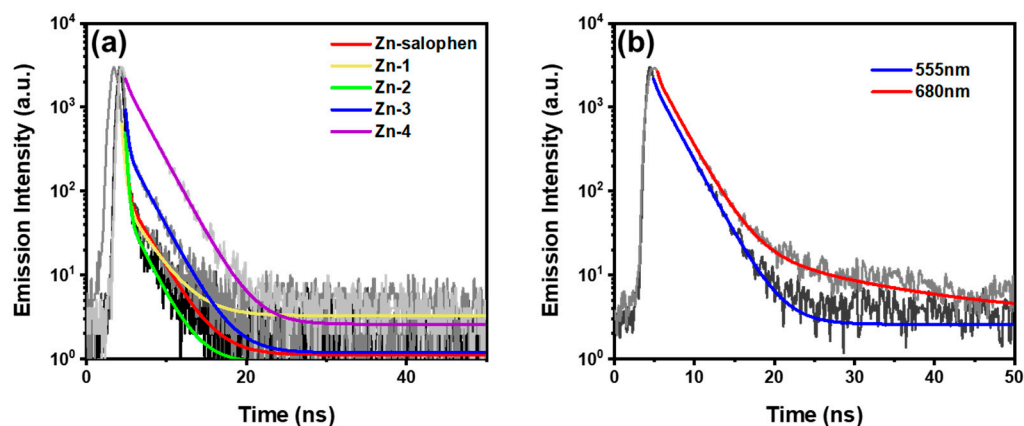 (a)
Emission Intensity (a.u.)
10⁴
10³
10²
10¹
10⁰
Zn-salophen
Zn-1
Zn-2
Zn-3
Zn-4
0 20 40
Time (ns)
(b)
Emission Intensity (a.u.)
10⁴
10³
10²
10¹
10⁰
555nm
680nm
0 10 20 30 40 50
Time (ns)